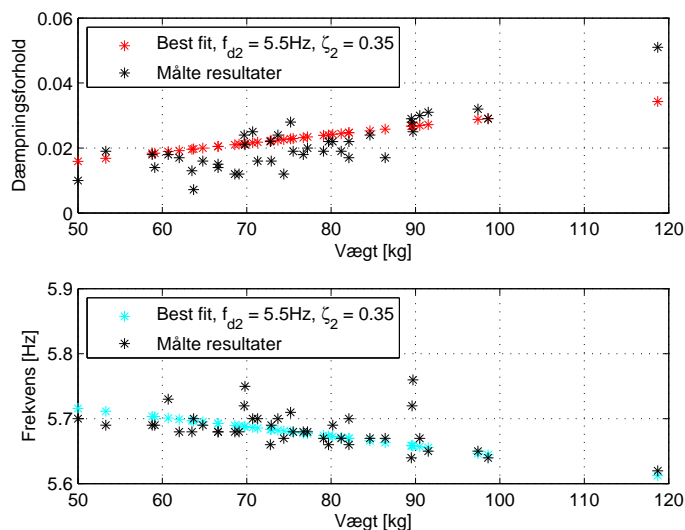 0.06
0.04
0.02
0
Dæmpningsforhold
Best fit, f_d2 = 5.5Hz, ζ_2 = 0.35
Målte resultater
50 60 70 80 90 100 110 120
Vægt [kg]
5.9
5.8
5.7
5.6
Frekvens [Hz]
Best fit, f_d2 = 5.5Hz, ζ_2 = 0.35
Målte resultater
50 60 70 80 90 100 110 120
Vægt [kg]